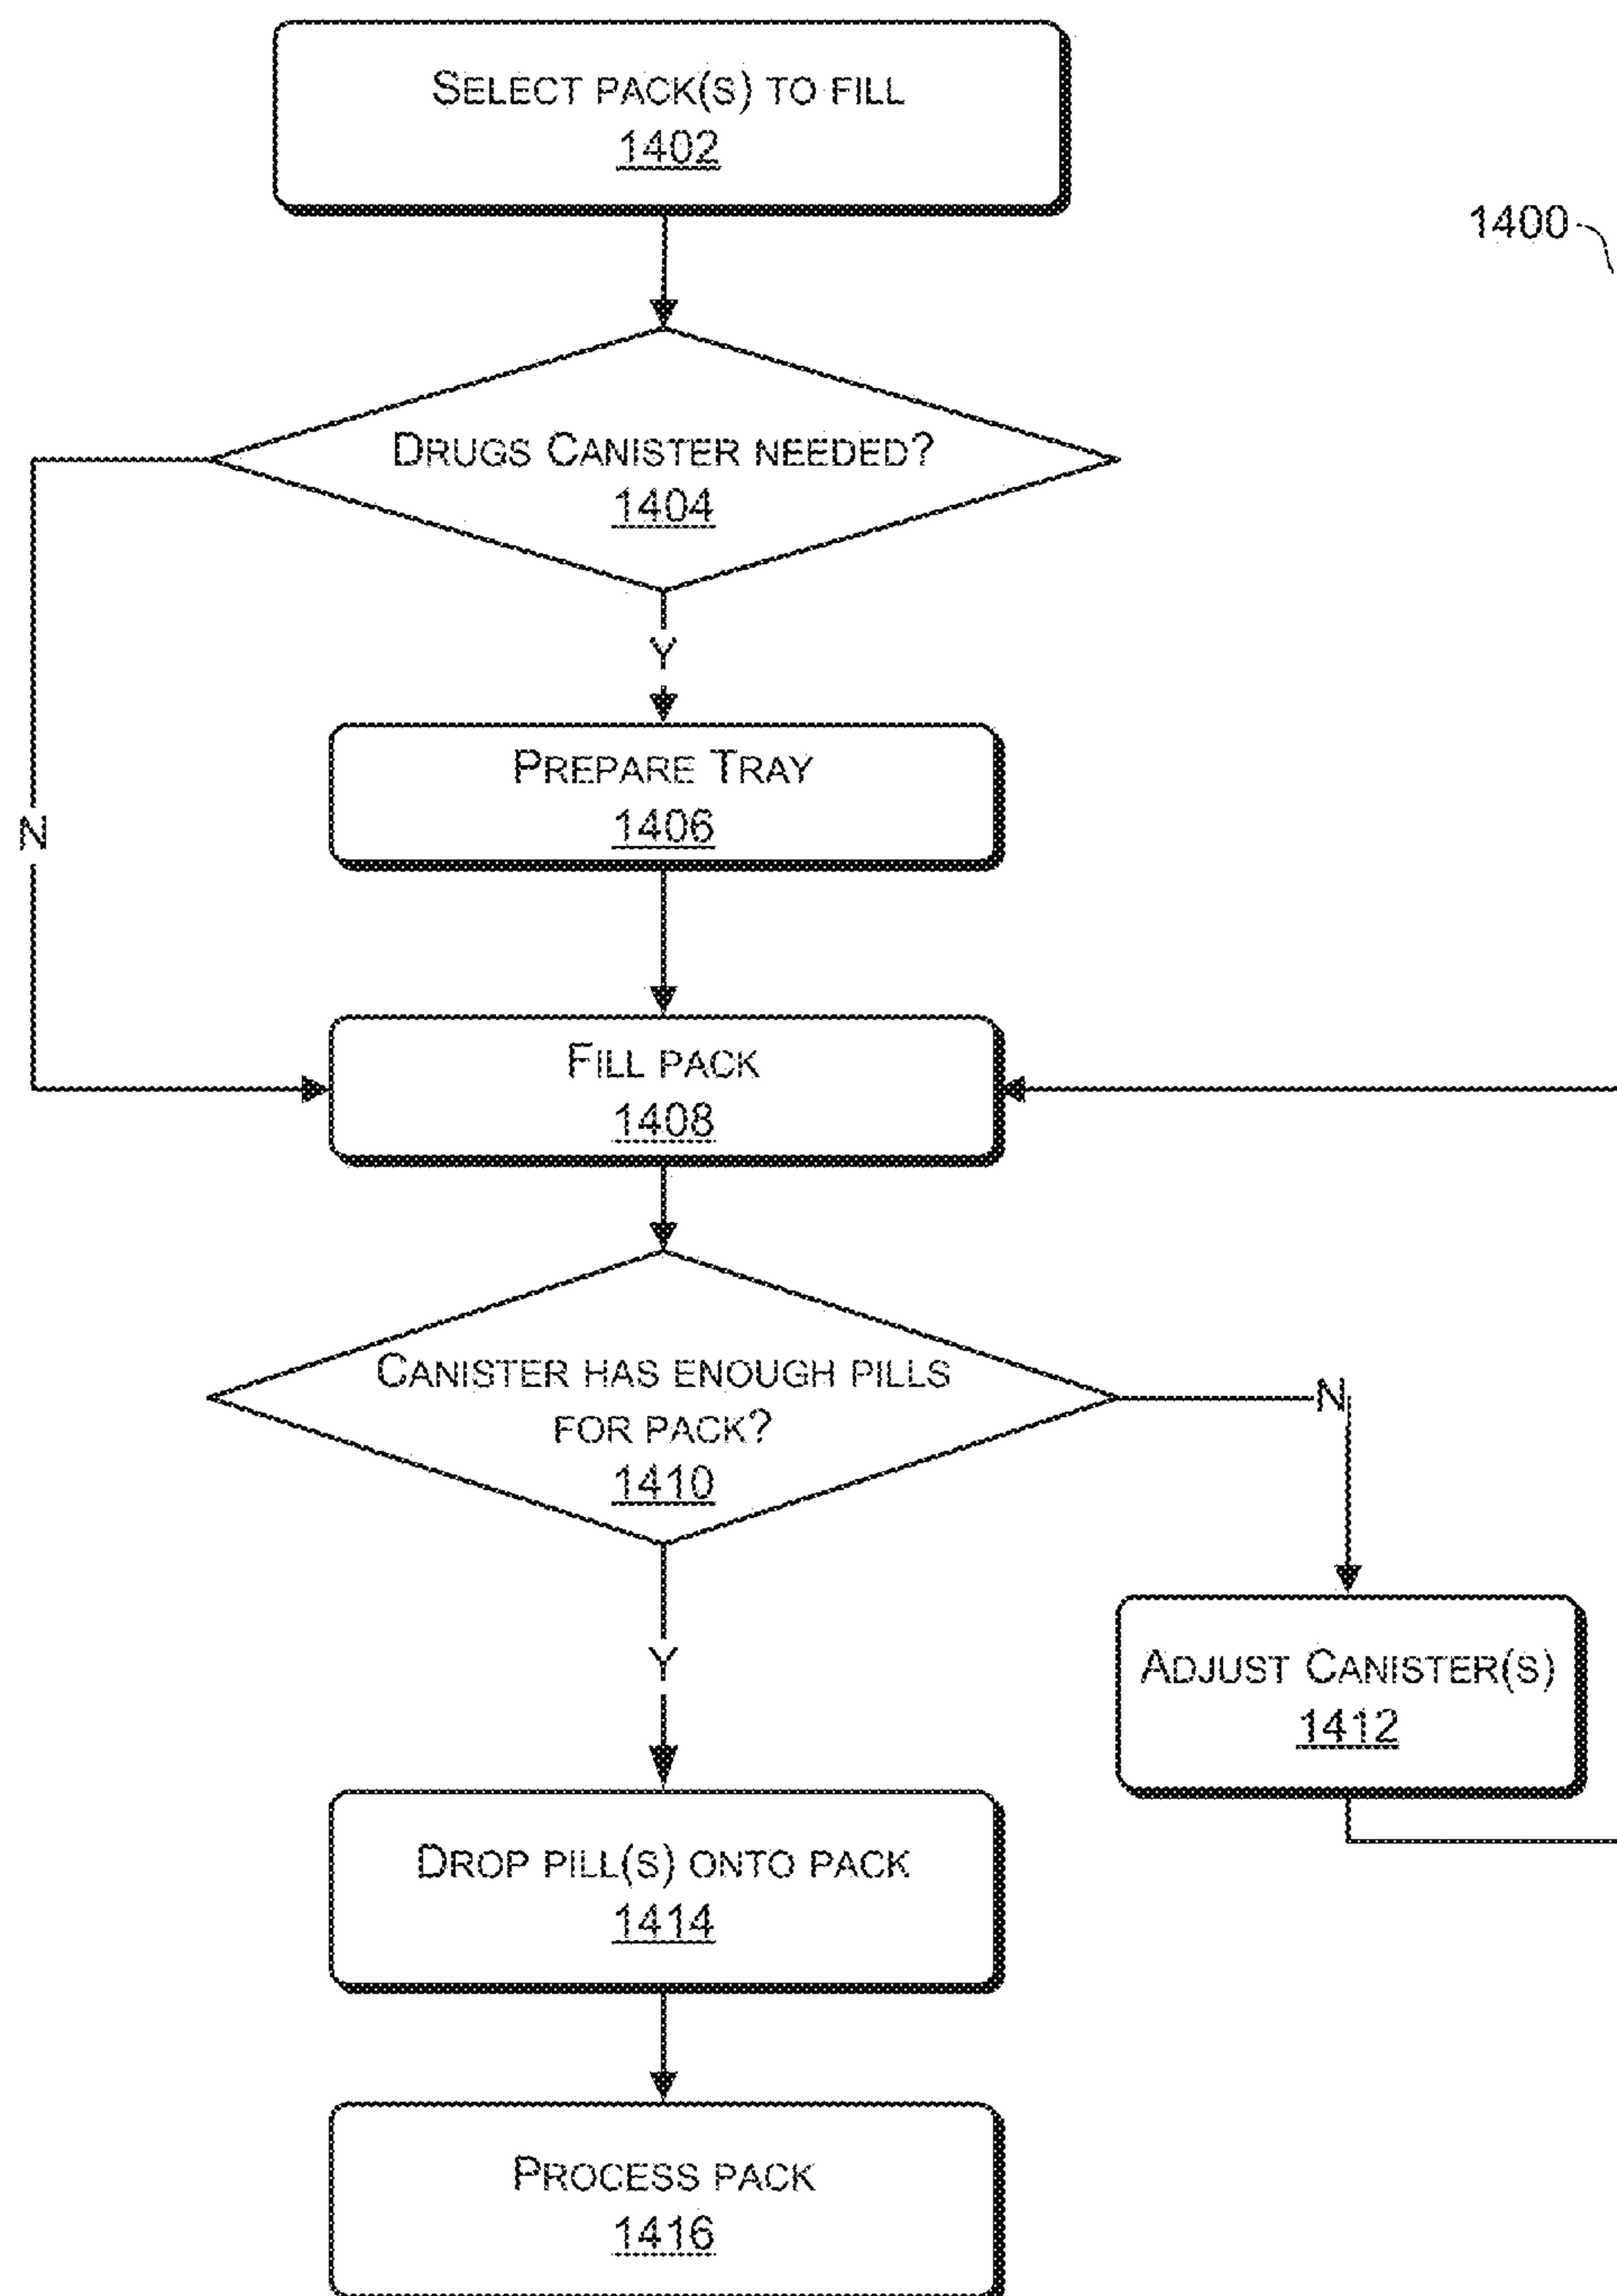 SELECT PACK(S) TO FILL
1402
1400
DRUGS CANISTER NEEDED?
1404
Y
PREPARE TRAY
1406
N
FILL PACK
1408
CANISTER HAS ENOUGH PILLS
FOR PACK?
1410
N
Y
ADJUST CANISTER(S)
1412
DROP PILL(S) ONTO PACK
1414
PROCESS PACK
1416